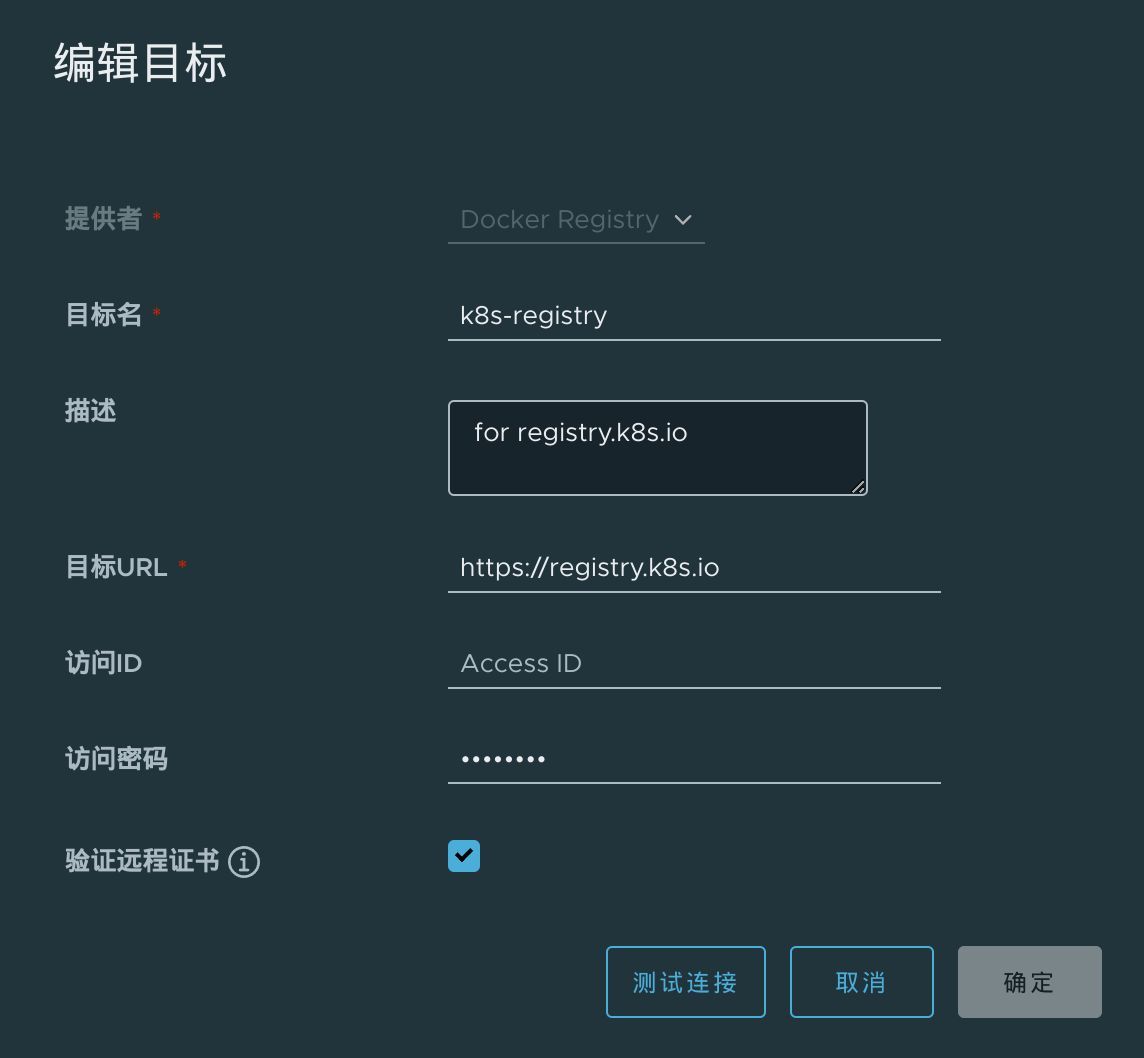 编辑目标
提供者 *
Docker Registry
目标名 *
k8s-registry
描述
for registry.k8s.io
目标URL *
https://registry.k8s.io
访问ID
Access ID
访问密码
••••••••
验证远程证书
测试连接
取消
确定